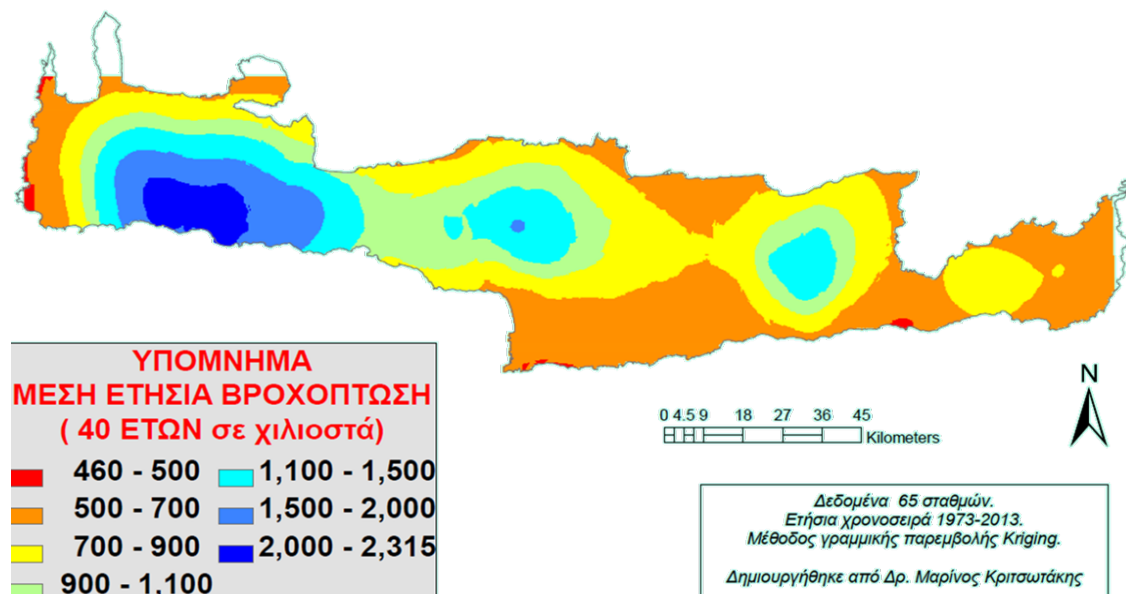 ΥΠΟΜΝΗΜΑ
ΜΕΣΗ ΕΤΗΣΙΑ ΒΡΟΧΟΠΤΩΣΗ
( 40 ΕΤΩΝ σε χιλιοστά)
460 - 500
500 - 700
700 - 900
900 - 1,100
1,100 - 1,500
1,500 - 2,000
2,000 - 2,315
N
0 4.5 9 18 27 36 45
Kilometers
Δεδομένα 65 σταθμών.
Ετήσια χρονοσειρά 1973-2013.
Μέθοδος γραμμικής παρεμβολής Kriging.
Δημιουργήθηκε από Δρ. Μαρίνος Κριτσωτάκης